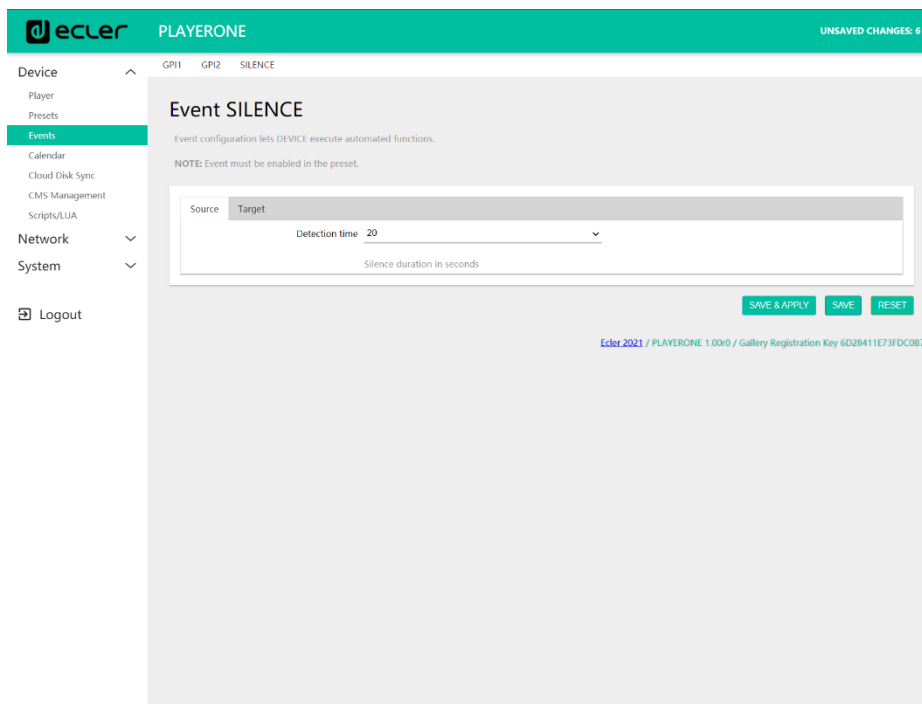 ecler PLAYERONE UNSAVED CHANGES: 6
Device
Player
Presets
Events
Calendar
Cloud Disk Sync
CMS Management
Scripts/LUA
Network
System
Logout
GPI1 GPI2 SILENCE
Event SILENCE
Event configuration lets DEVICE execute automated functions.
NOTE: Event must be enabled in the preset.
Source Target
Detection time 20
Silence duration in seconds
SAVE & APPLY SAVE RESET
Ecler 2021 / PLAYERONE 1.00r0 / Gallery Registration Key 6D28411E73FDC0B7